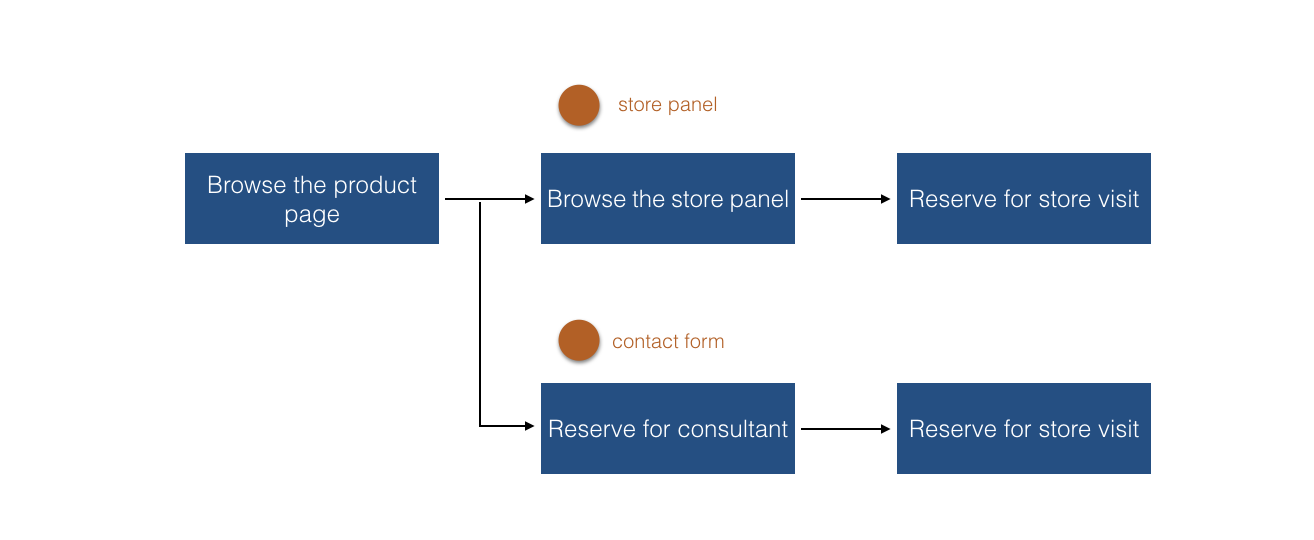 store panel
Browse the product
page
Browse the store panel
Reserve for store visit
contact form
Reserve for consultant
Reserve for store visit